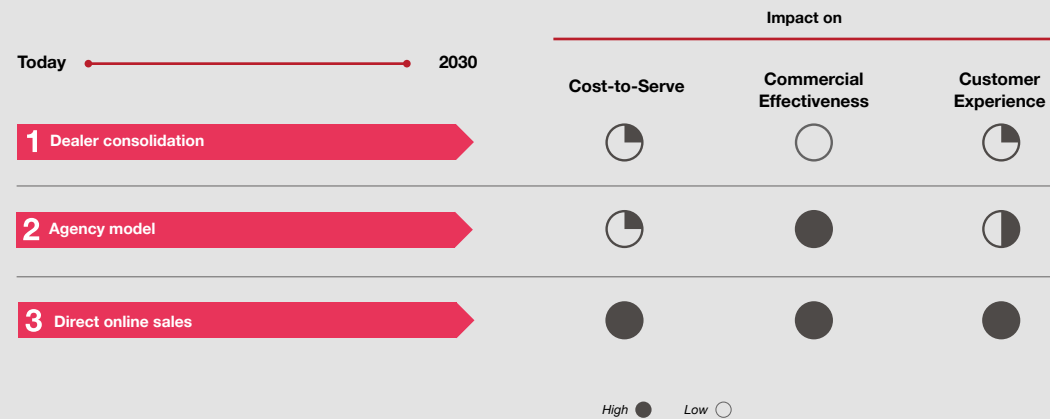 Impact on
Today
2030
Cost-to-Serve
Commercial
Effectiveness
Customer
Experience
1 Dealer consolidation
2 Agency model
3 Direct online sales
High
Low